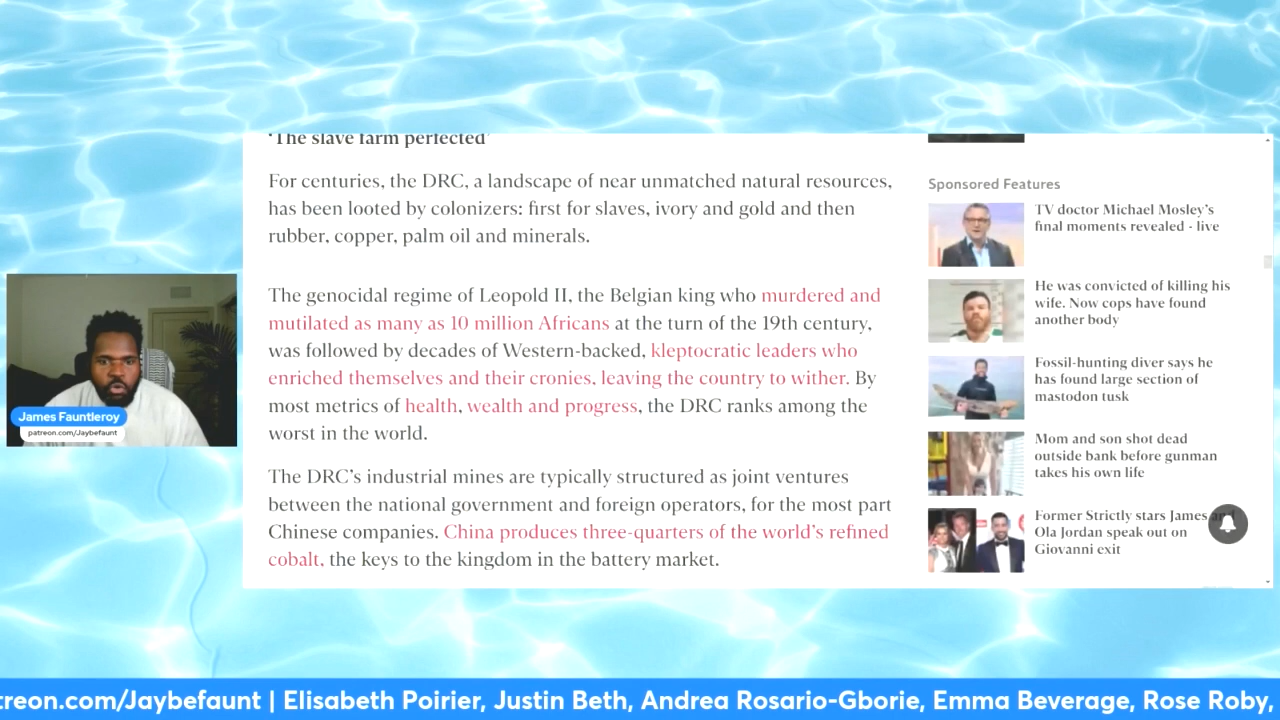 'The slave farm perfected'
For centuries, the DRC, a landscape of near unmatched natural resources,
has been looted by colonizers: first for slaves, ivory and gold and then
rubber, copper, palm oil and minerals.
The genocidal regime of Leopold II, the Belgian king who murdered and
mutilated as many as 10 million Africans at the turn of the 19th century,
was followed by decades of Western-backed, kleptocratic leaders who
enriched themselves and their cronies, leaving the country to wither. By
most metrics of health, wealth and progress, the DRC ranks among the
worst in the world.
The DRC's industrial mines are typically structured as joint ventures
between the national government and foreign operators, for the most part
Chinese companies. China produces three-quarters of the world's refined
cobalt, the keys to the kingdom in the battery market.
Sponsored Features
TV doctor Michael Mosley's
final moments revealed - live
He was convicted of killing his
wife. Now cops have found
another body
Fossil-hunting diver says he
has found large section of
mastodon tusk
Mom and son shot dead
outside bank before gunman
takes his own life
Former Strictly stars James and
Ola Jordan speak out on
Giovanni exit
James Fauntleroy
patreon.com/Jaybefaunt
treon.com/Jaybefaunt | Elisabeth Poirier, Justin Beth, Andrea Rosario-Gborie, Emma Beverage, Rose Roby,